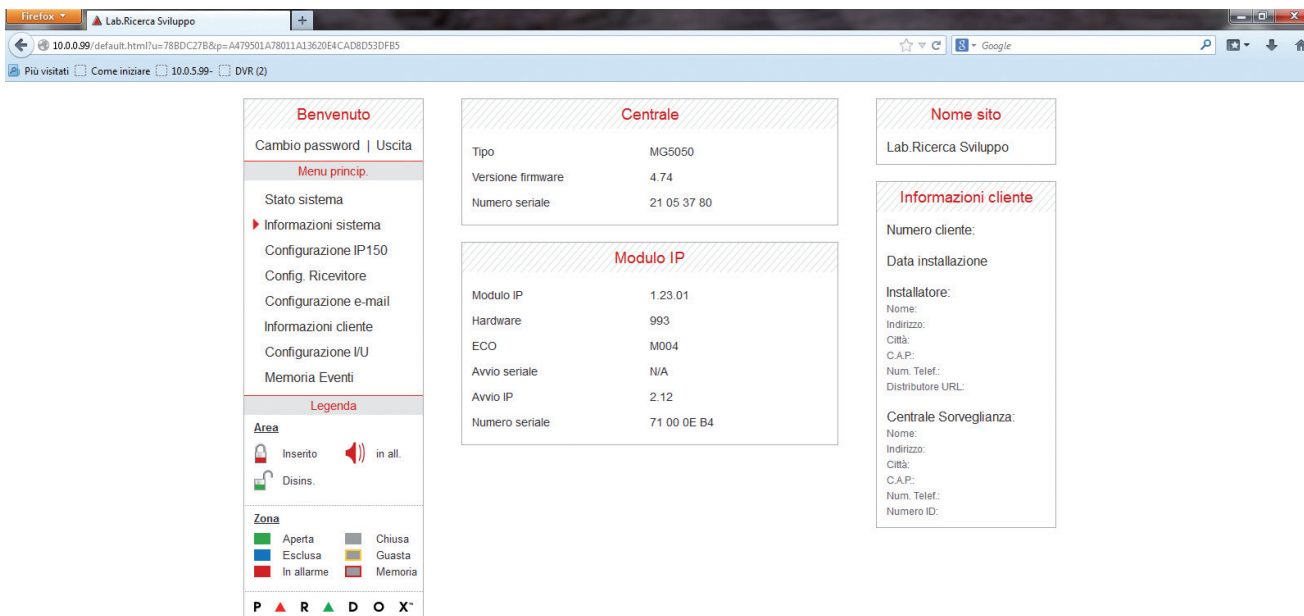 Firefox
Lab.Ricerca Sviluppo
10.0.0.99/default.html?u=78BDC27B&p=A479501A78011A13620E4CAD8D53DFB5
Google
Più visitati
Come iniziare
10.0.5.99-
DVR (2)
Benvenuto
Cambio password | Uscita
Menu princip.
Stato sistema
Informazioni sistema
Configurazione IP150
Config. Ricevitore
Configurazione e-mail
Informazioni cliente
Configurazione I/U
Memoria Eventi
Legenda
Area
Inserito in all.
Disins.
Zona
Aperta Chiusa
Esclusa Guasta
In allarme Memoria
PARADOX™
Centrale
Tipo MG5050
Versione firmware 4.74
Numero seriale 21 05 37 80
Modulo IP
Modulo IP 1.23.01
Hardware 993
ECO M004
Avvio seriale N/A
Avvio IP 2.12
Numero seriale 71 00 0E B4
Nome sito
Lab.Ricerca Sviluppo
Informazioni cliente
Numero cliente:
Data installazione
Installatore:
Nome:
Indirizzo:
Città:
C.A.P.:
Num. Telef.:
Distributore URL:
Centrale Sorveglianza:
Nome:
Indirizzo:
Città:
C.A.P.:
Num. Telef.:
Numero ID: